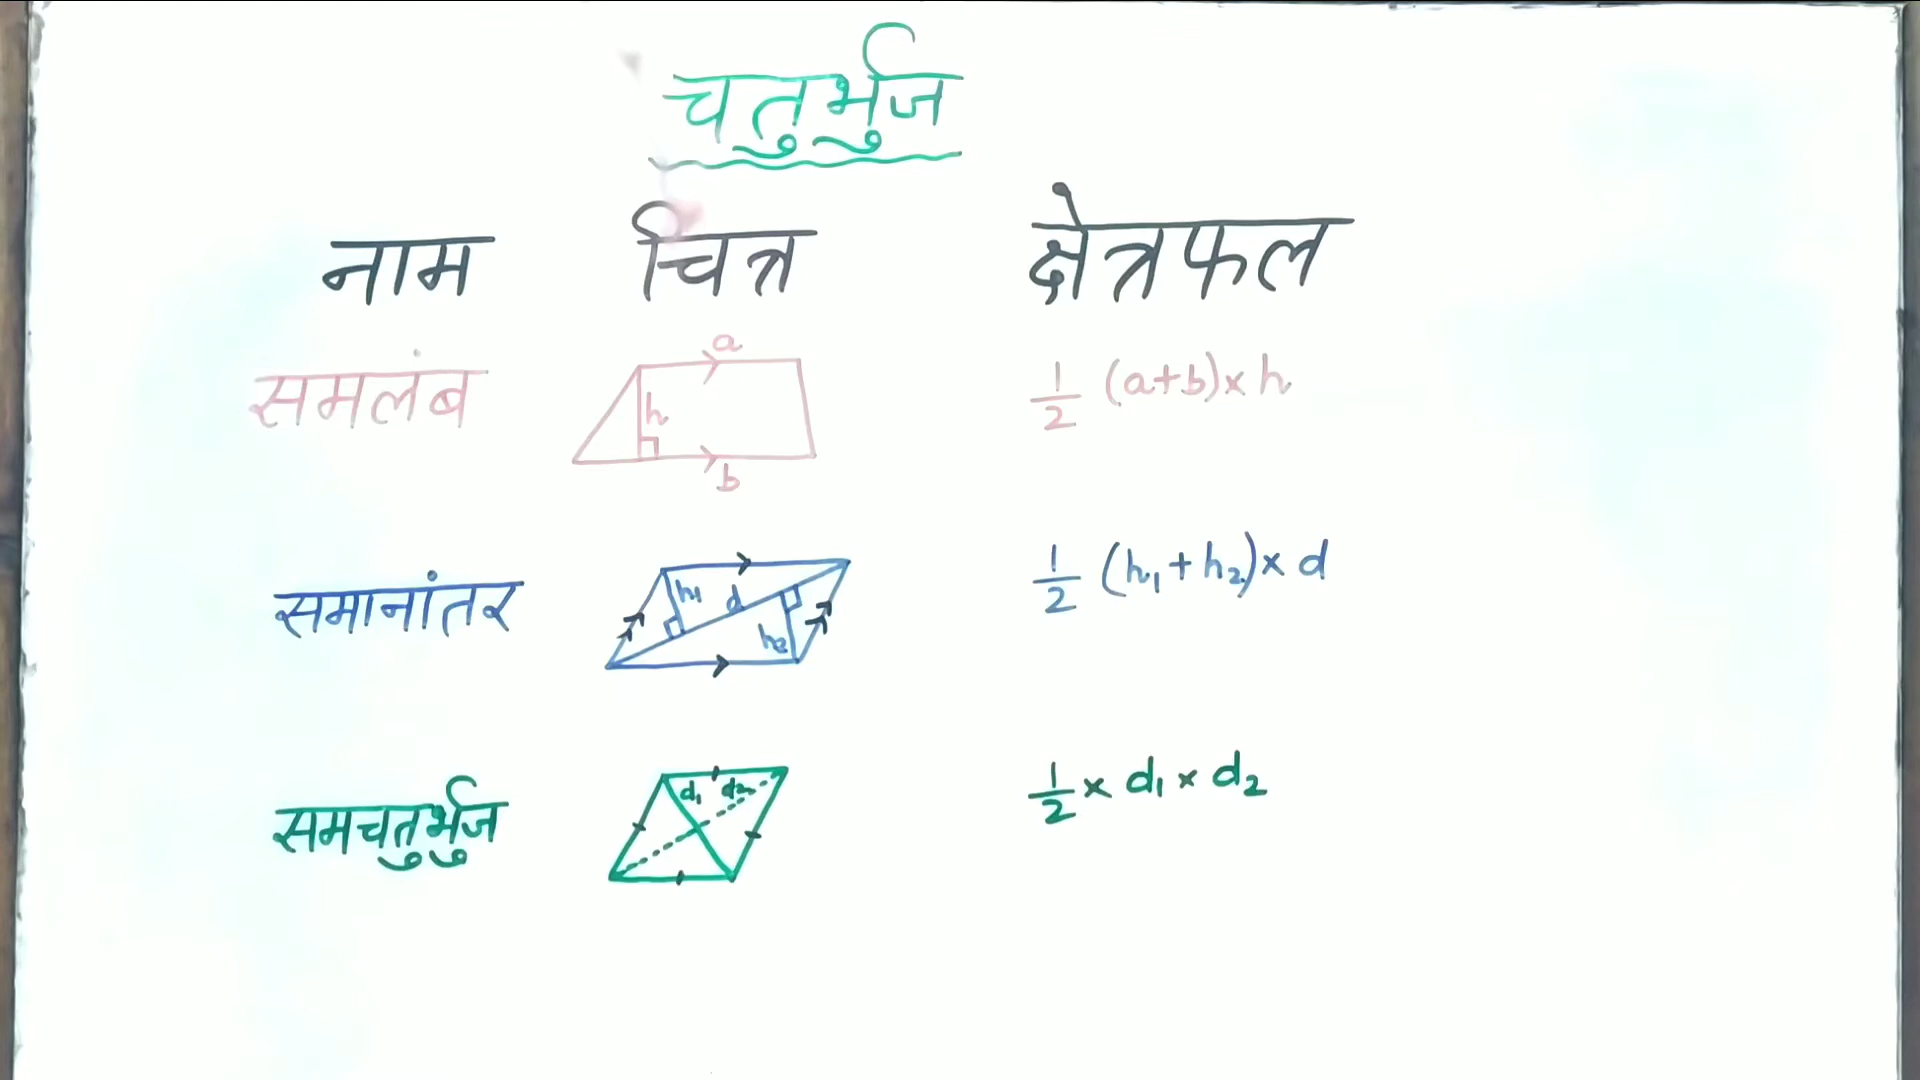 चतुर्भुज
नाम चित्र क्षेत्रफल
समलंब a h b 1/2 (a+b)×h
समानांतर h₁ d h₂ 1/2 (h₁+h₂)×d
समचतुर्भुज d₁ d₂ 1/2 × d₁ × d₂